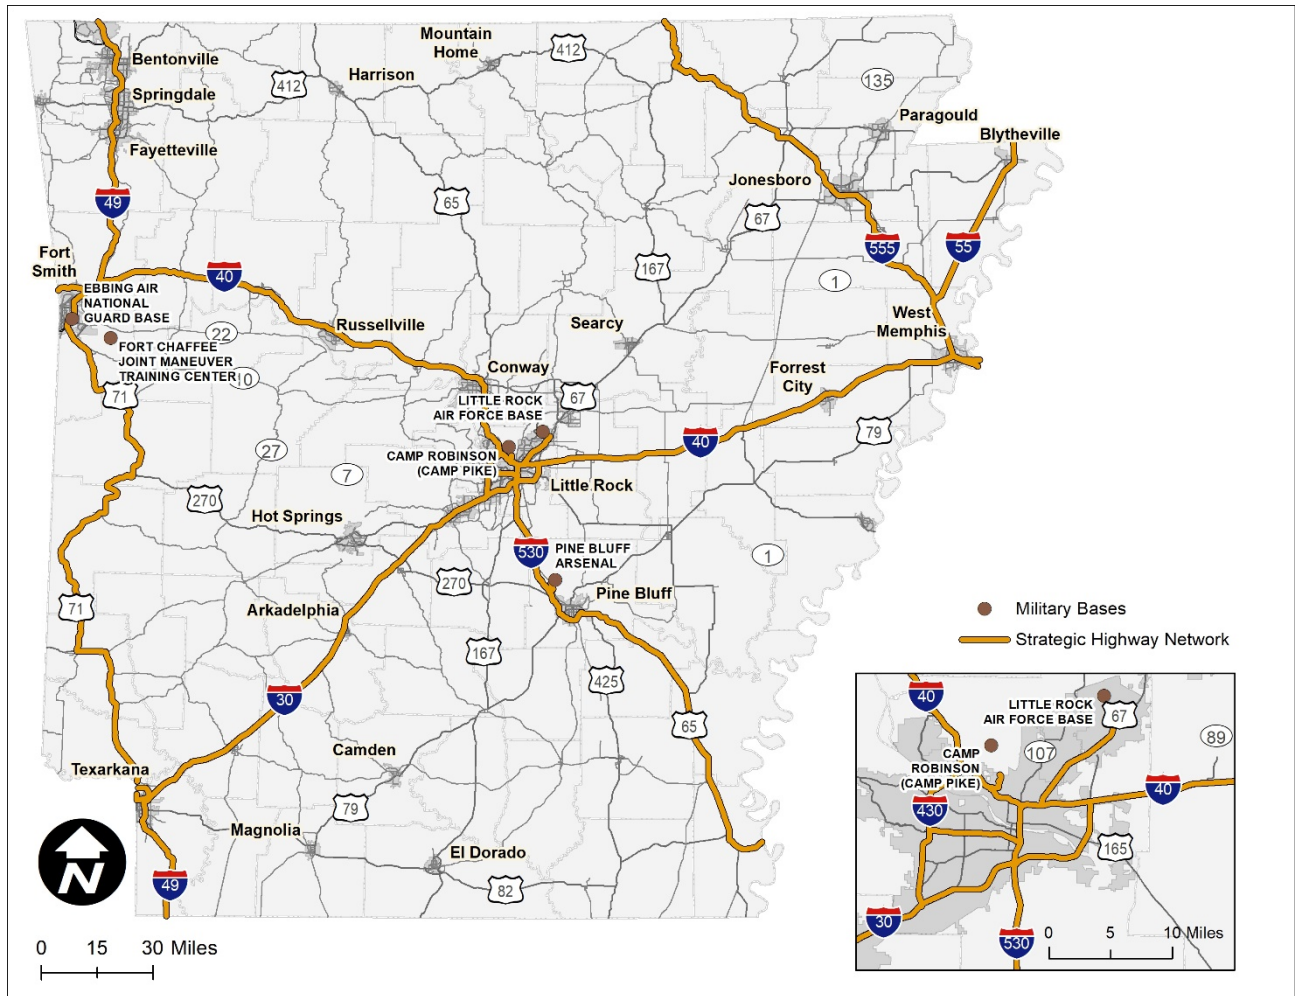 Mountain
Home
412
Bentonville
Harrison
135
Springdale
412
Paragould
Blytheville
Fayetteville
Jonesboro
49
65
67
555
55
Fort
Smith
40
167
1
EBBING AIR
NATIONAL
GUARD BASE
22
Russellville
Searcy
West
Memphis
FORT CHAFFEE
JOINT MANEUVER
TRAINING CENTER
10
Conway
Forrest
City
71
LITTLE ROCK
AIR FORCE BASE
67
79
27
CAMP ROBINSON
(CAMP PIKE)
40
7
Little Rock
270
Hot Springs
530
PINE BLUFF
ARSENAL
1
270
Pine Bluff
71
Arkadelphia
167
425
30
65
Camden
Texarkana
79
Magnolia
El Dorado
49
82
N
0 15 30 Miles
Military Bases
Strategic Highway Network
40
LITTLE ROCK
AIR FORCE BASE
67
89
107
CAMP
ROBINSON
(CAMP PIKE)
40
430
165
30
530
0 5 10 Miles